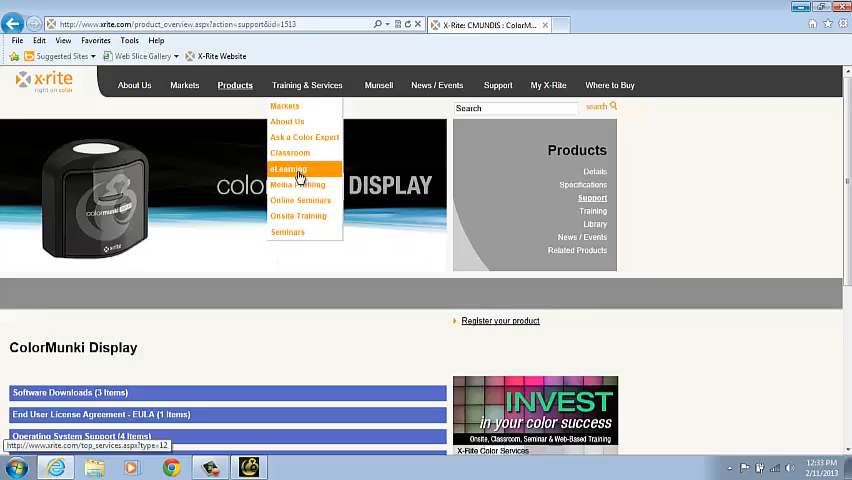 http://www.xrite.com/product_overview.aspx?action=support&id=1513
X-Rite: CMUNDIS : ColorM...
File Edit View Favorites Tools Help
Suggested Sites Web Slice Gallery X-Rite Website
x·rite
right on color
About Us Markets Products Training & Services Munsell News / Events Support My X-Rite Where to Buy
Search search
Markets
About Us
Ask a Color Expert
Classroom
eLearning
Media Profiling
Online Seminars
Onsite Training
Seminars
DISPLAY
Products
Details
Specifications
Support
Training
Library
News / Events
Related Products
Register your product
ColorMunki Display
Software Downloads (3 Items)
End User License Agreement - EULA (1 Items)
Operating System Support (4 Items)
INVEST
in your color success
Onsite, Classroom, Seminar & Web-Based Training
X-Rite Color Services
http://www.xrite.com/top_services.aspx?type=12
12:33 PM
2/11/2013